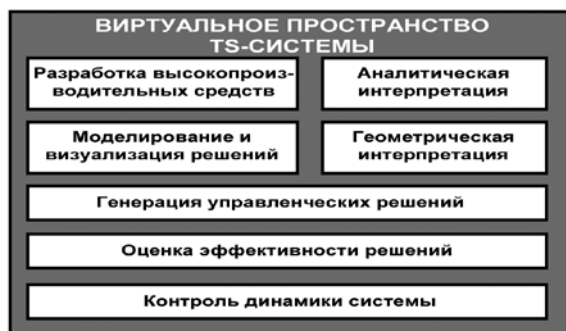 ВИРТУАЛЬНОЕ ПРОСТРАНСТВО
TS-СИСТЕМЫ
Разработка высокопроиз-
водительных средств
Аналитическая
интерпретация
Моделирование и
визуализация решений
Геометрическая
интерпретация
Генерация управленческих решений
Оценка эффективности решений
Контроль динамики системы